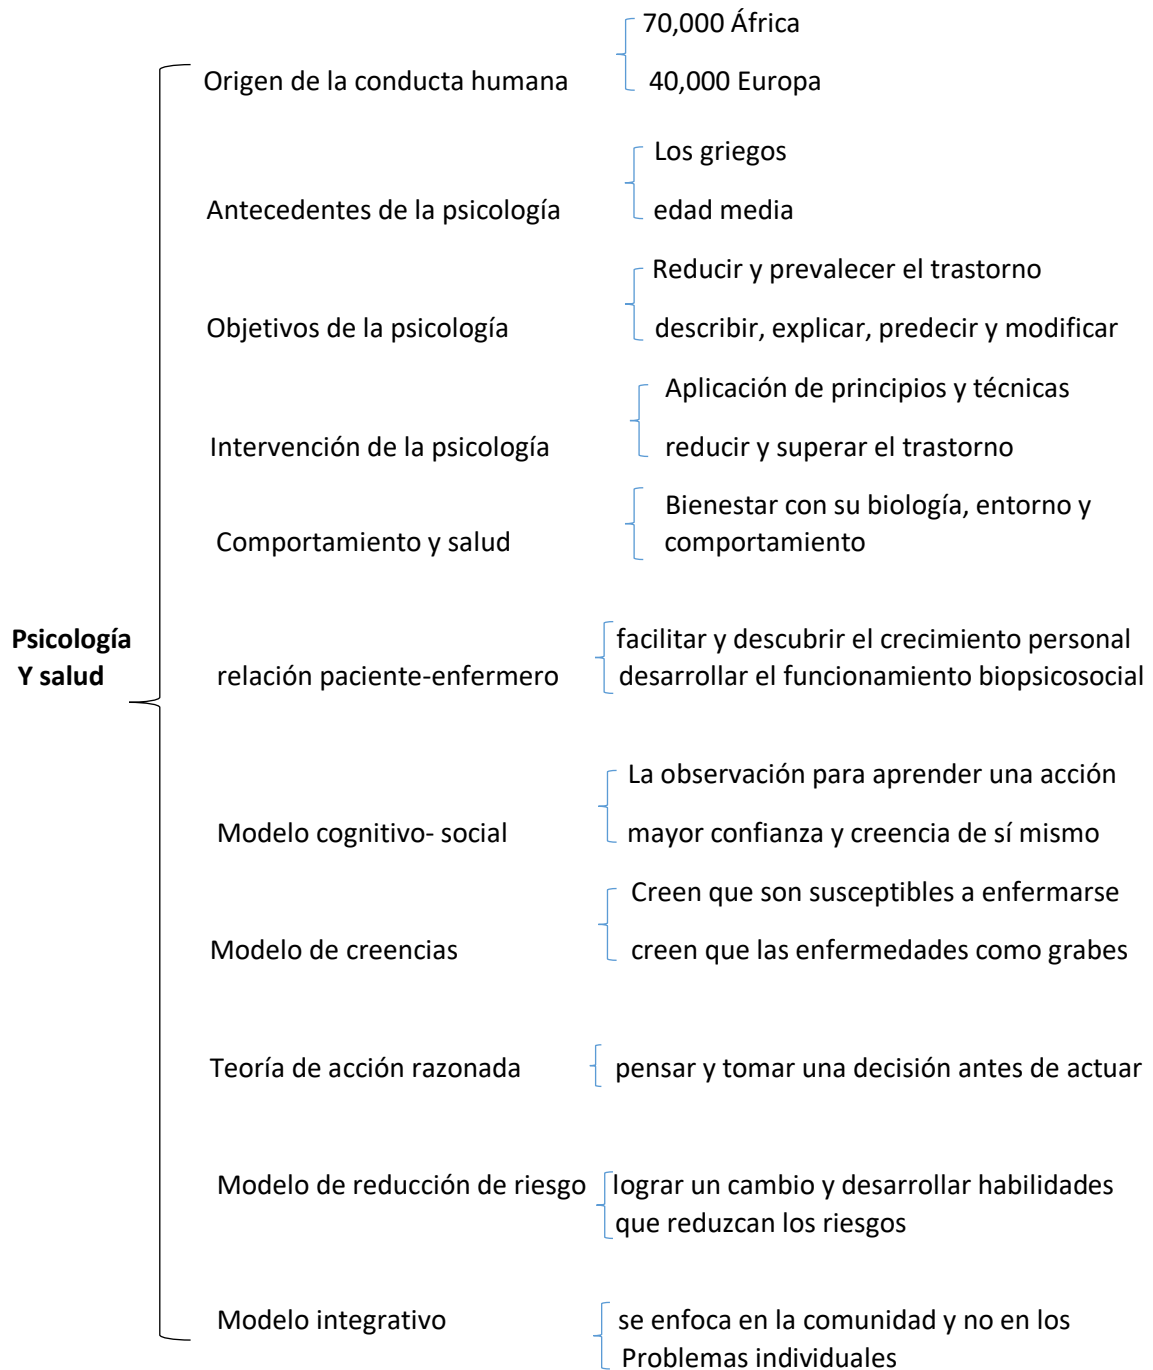 70,000 África
Origen de la conducta humana
40,000 Europa
Los griegos
Antecedentes de la psicología
edad media
Reducir y prevalecer el trastorno
Objetivos de la psicología
describir, explicar, predecir y modificar
Aplicación de principios y técnicas
Intervención de la psicología
reducir y superar el trastorno
Comportamiento y salud
Bienestar con su biología, entorno y
comportamiento
Psicología
Y salud
relación paciente-enfermero
facilitar y descubrir el crecimiento personal
desarrollar el funcionamiento biopsicosocial
La observación para aprender una acción
Modelo cognitivo- social
mayor confianza y creencia de sí mismo
Creen que son susceptibles a enfermarse
Modelo de creencias
creen que las enfermedades como grabes
Teoría de acción razonada
pensar y tomar una decisión antes de actuar
Modelo de reducción de riesgo
lograr un cambio y desarrollar habilidades
que reduzcan los riesgos
Modelo integrativo
se enfoca en la comunidad y no en los
Problemas individuales